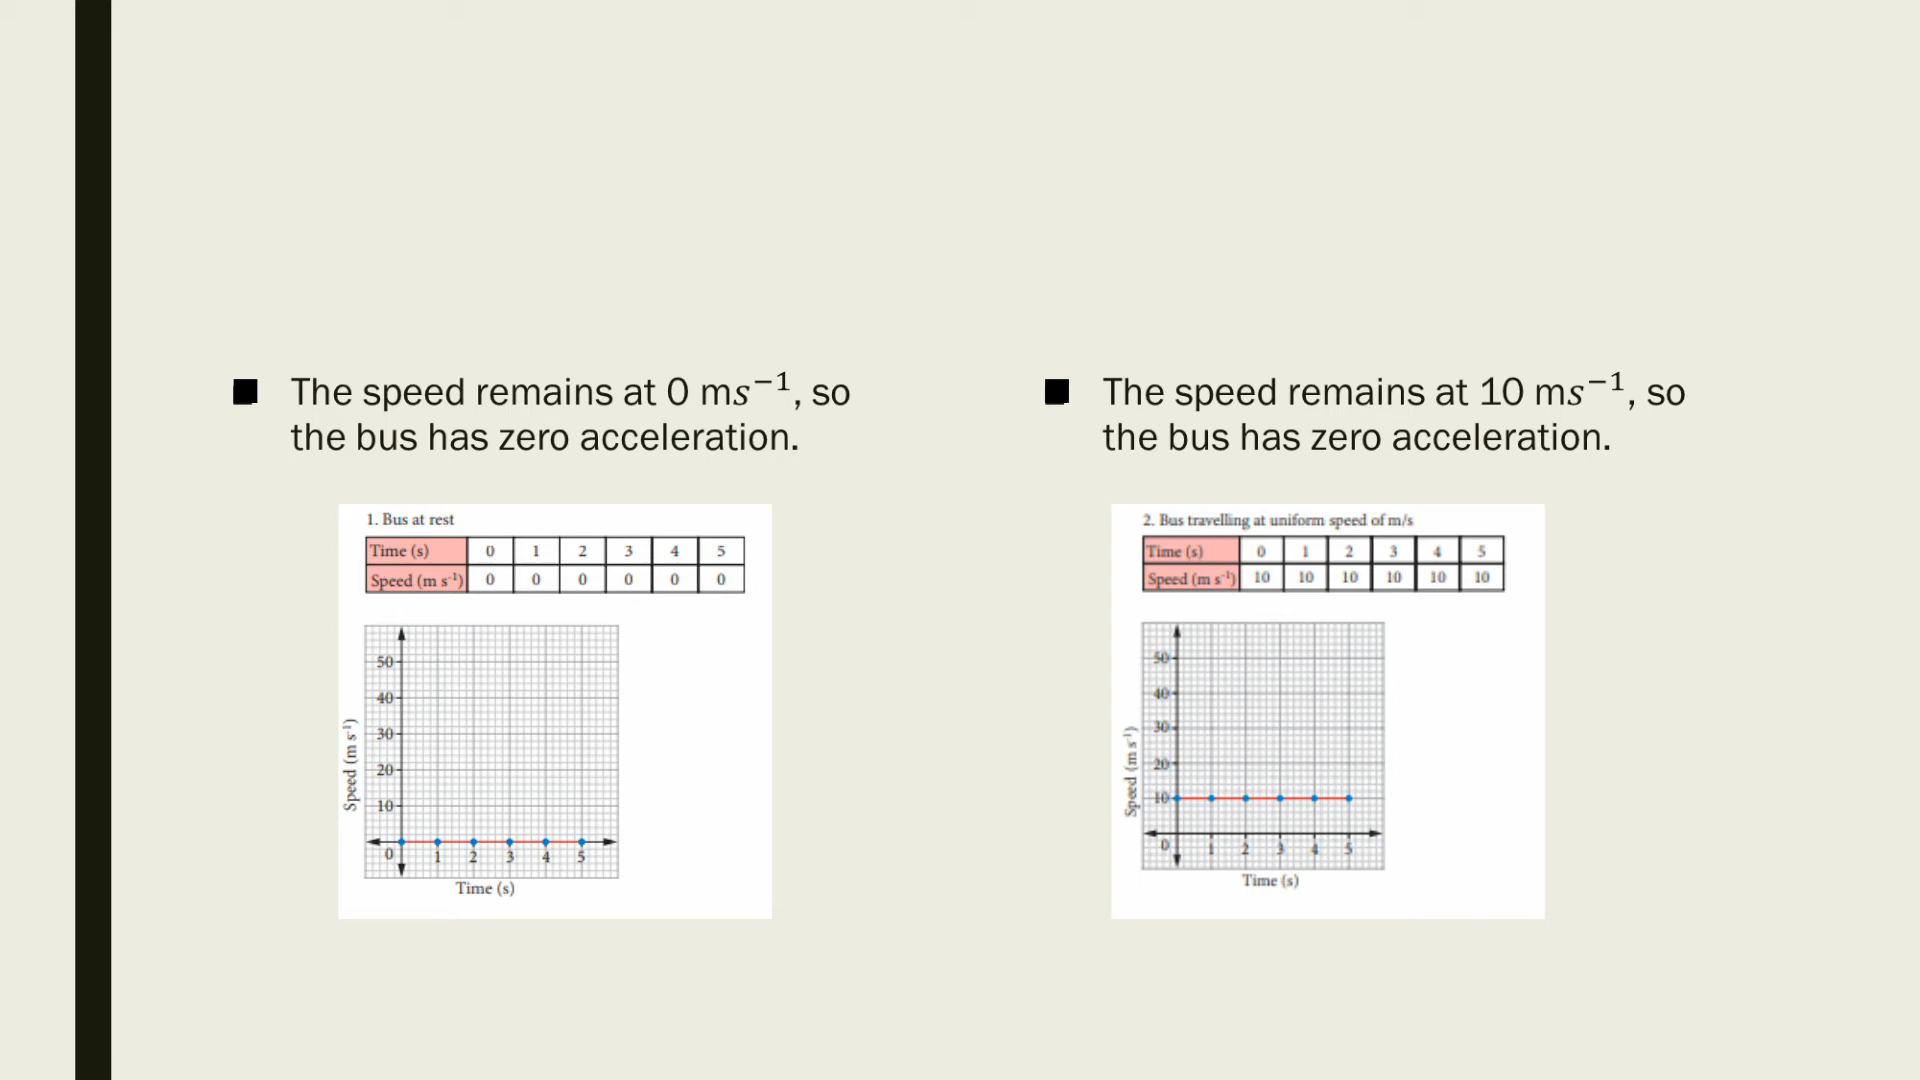 ■ The speed remains at 0 ms⁻¹, so
the bus has zero acceleration.
1. Bus at rest
Time (s) 0 1 2 3 4 5
Speed (m s⁻¹) 0 0 0 0 0 0
50
40
30
20
10
Speed (m s⁻¹)
0 1 2 3 4 5
Time (s)
■ The speed remains at 10 ms⁻¹, so
the bus has zero acceleration.
2. Bus travelling at uniform speed of m/s
Time (s) 0 1 2 3 4 5
Speed (m s⁻¹) 10 10 10 10 10 10
50
40
30
20
10
Speed (m s⁻¹)
0 1 2 3 4 5
Time (s)